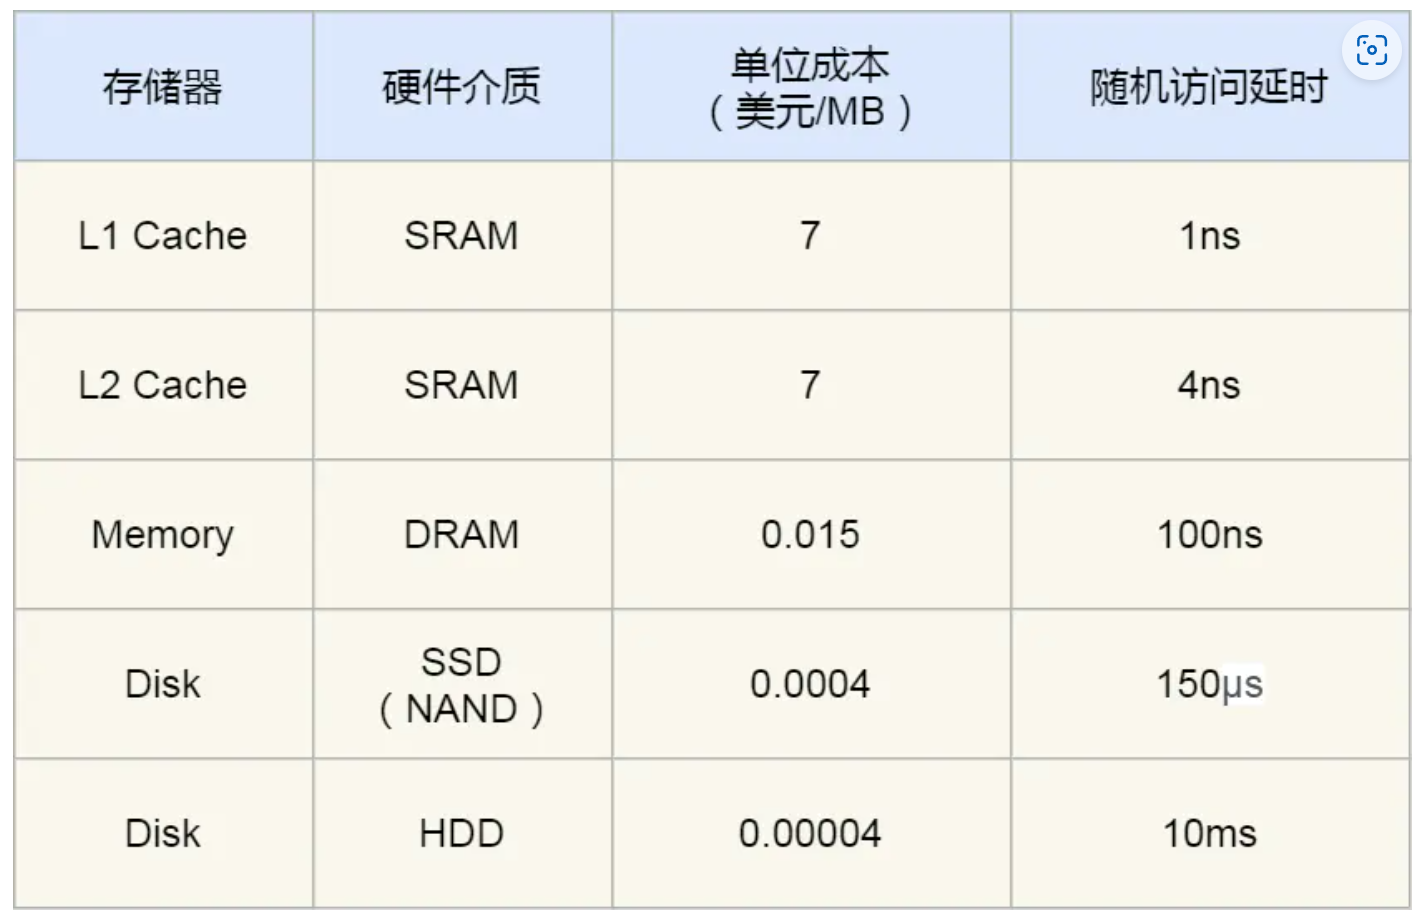 存储器
硬件介质
单位成本
（美元/MB）
随机访问延时
L1 Cache
SRAM
7
1ns
L2 Cache
SRAM
7
4ns
Memory
DRAM
0.015
100ns
Disk
SSD
（NAND）
0.0004
150μs
Disk
HDD
0.00004
10ms